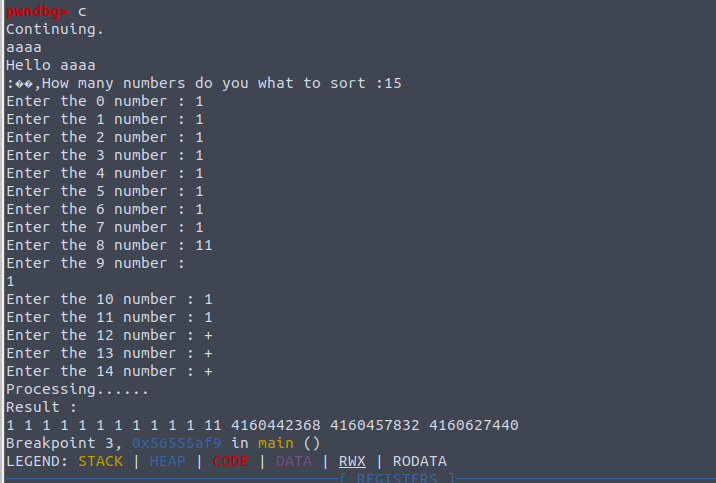 pwndbg> c
Continuing.
aaaa
Hello aaaa
:��,How many numbers do you what to sort :15
Enter the 0 number : 1
Enter the 1 number : 1
Enter the 2 number : 1
Enter the 3 number : 1
Enter the 4 number : 1
Enter the 5 number : 1
Enter the 6 number : 1
Enter the 7 number : 1
Enter the 8 number : 11
Enter the 9 number :
1
Enter the 10 number : 1
Enter the 11 number : 1
Enter the 12 number : +
Enter the 13 number : +
Enter the 14 number : +
Processing......
Result :
1 1 1 1 1 1 1 1 1 1 1 11 4160442368 4160457832 4160627440
Breakpoint 3, 0x56555af9 in main ()
LEGEND: STACK | HEAP | CODE | DATA | RWX | RODATA
[ REGISTERS ]